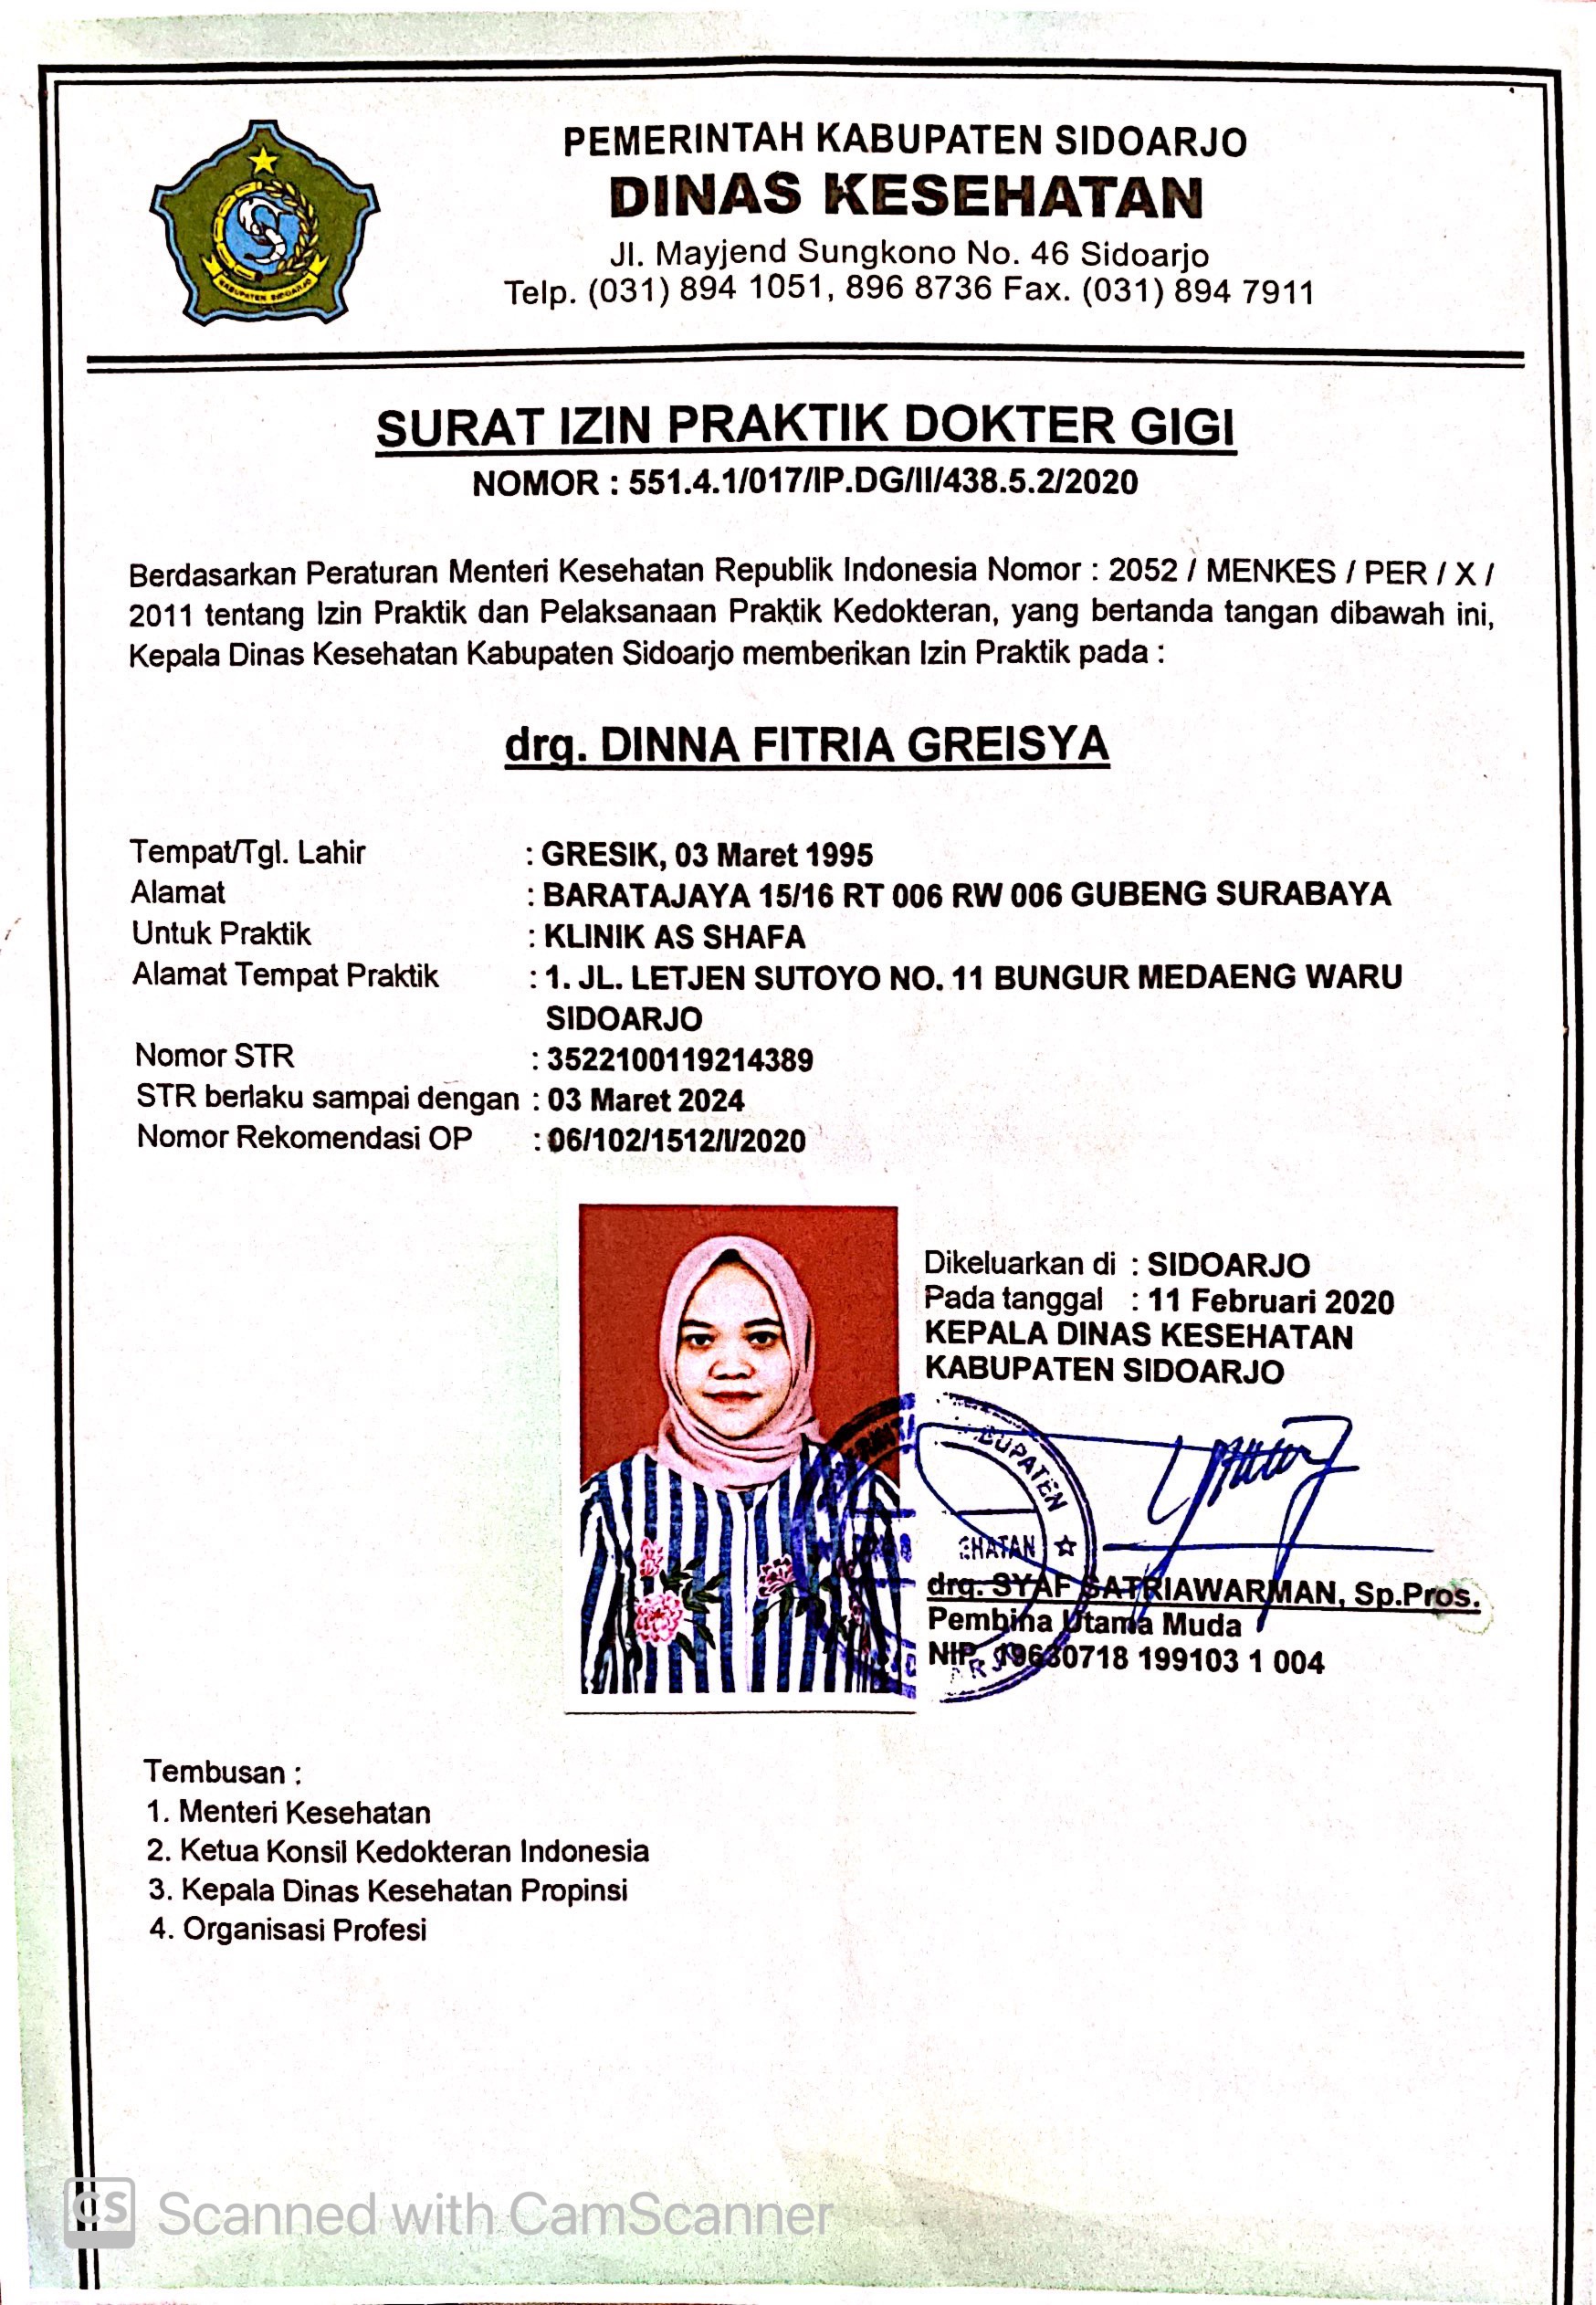 PEMERINTAH KABUPATEN SIDOARJO
DINAS KESEHATAN
Jl. Mayjend Sungkono No. 46 Sidoarjo
Telp. (031) 894 1051, 896 8736 Fax. (031) 894 7911
KABUPATEN SIDOARJO
SURAT IZIN PRAKTIK DOKTER GIGI
NOMOR : 551.4.1/017/IP.DG/II/438.5.2/2020
Berdasarkan Peraturan Menteri Kesehatan Republik Indonesia Nomor : 2052 / MENKES / PER / X /
2011 tentang Izin Praktik dan Pelaksanaan Praktik Kedokteran, yang bertanda tangan dibawah ini,
Kepala Dinas Kesehatan Kabupaten Sidoarjo memberikan Izin Praktik pada :
drg. DINNA FITRIA GREISYA
Tempat/Tgl. Lahir : GRESIK, 03 Maret 1995
Alamat : BARATAJAYA 15/16 RT 006 RW 006 GUBENG SURABAYA
Untuk Praktik : KLINIK AS SHAFA
Alamat Tempat Praktik : 1. JL. LETJEN SUTOYO NO. 11 BUNGUR MEDAENG WARU
SIDOARJO
Nomor STR : 3522100119214389
STR berlaku sampai dengan : 03 Maret 2024
Nomor Rekomendasi OP : 06/102/1512/I/2020
Dikeluarkan di : SIDOARJO
Pada tanggal : 11 Februari 2020
KEPALA DINAS KESEHATAN
KABUPATEN SIDOARJO
BUPATEN
EHATAN
drg. SYAF SATRIAWARMAN, Sp.Pros.
Pembina Utama Muda
NIP. 19630718 199103 1 004
Tembusan :
1. Menteri Kesehatan
2. Ketua Konsil Kedokteran Indonesia
3. Kepala Dinas Kesehatan Propinsi
4. Organisasi Profesi
CS Scanned with CamScanner